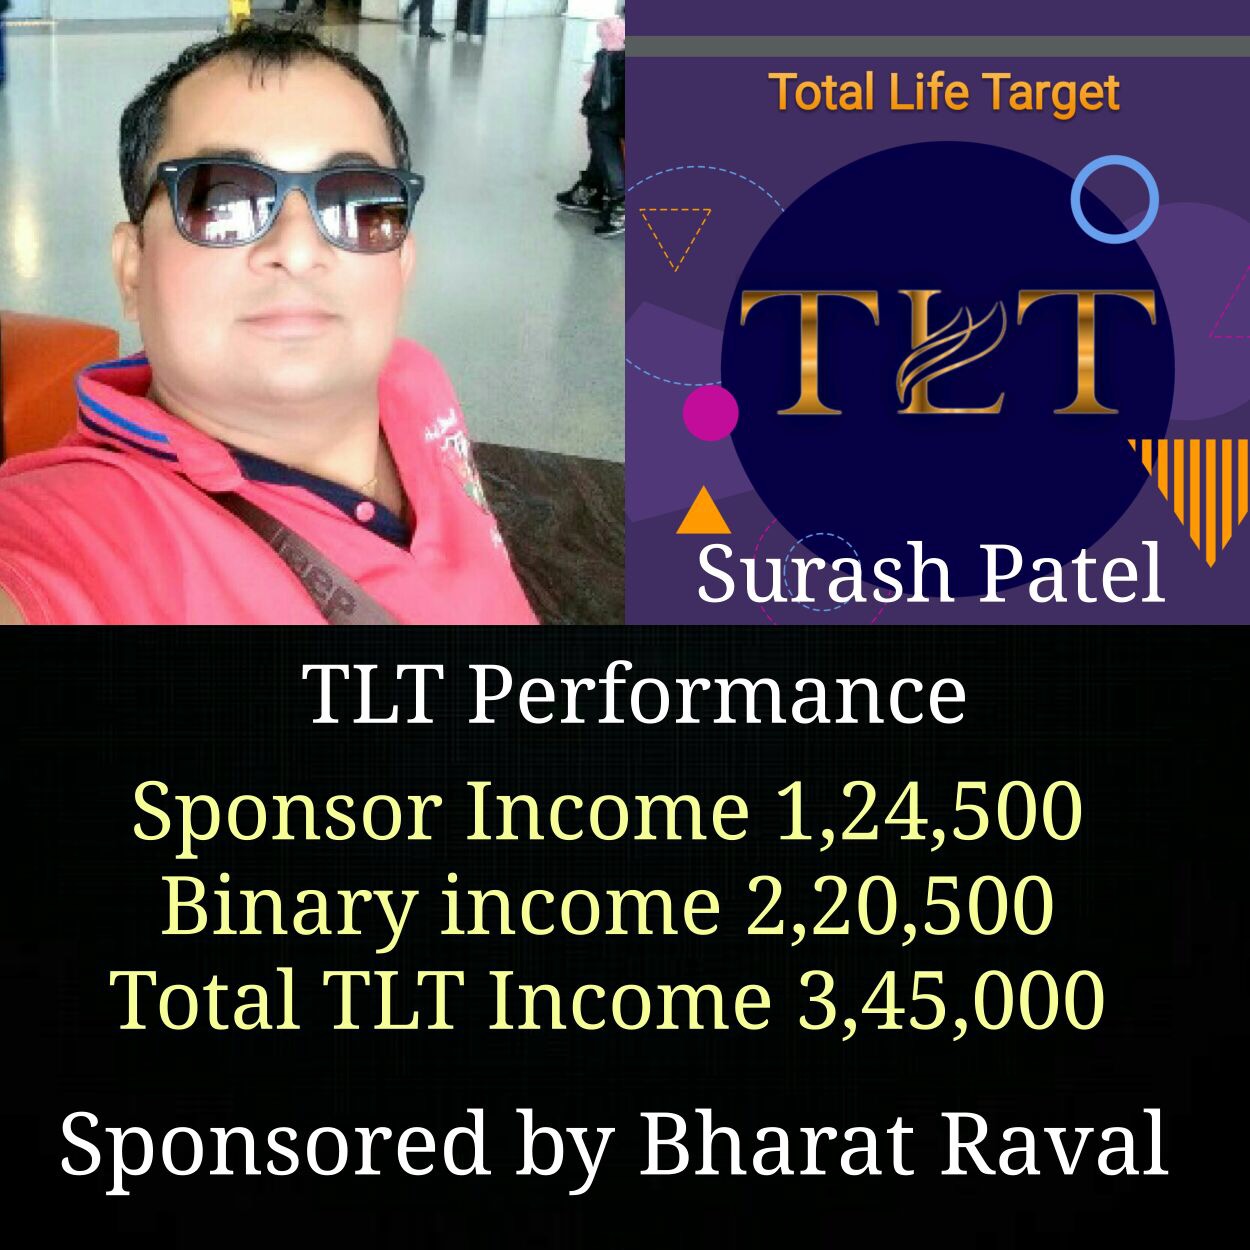 Total Life Target
TLT
Surash Patel
TLT Performance
Sponsor Income 1,24,500
Binary income 2,20,500
Total TLT Income 3,45,000
Sponsored by Bharat Raval